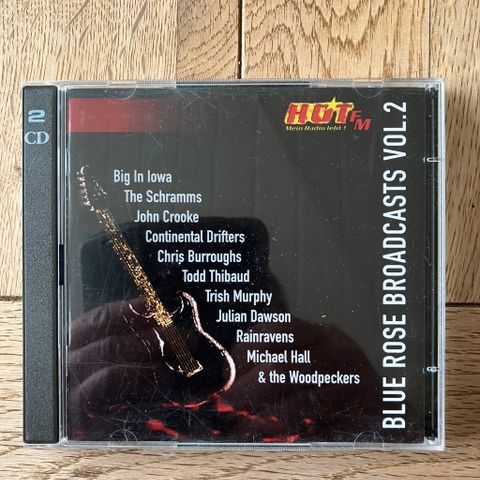 2
CD
HOT FM
Mein Radio lebt !
Big In Iowa
The Schramms
John Crooke
Continental Drifters
Chris Burroughs
Todd Thibaud
Trish Murphy
Julian Dawson
Rainravens
Michael Hall
& the Woodpeckers
BLUE ROSE BROADCASTS VOL.2